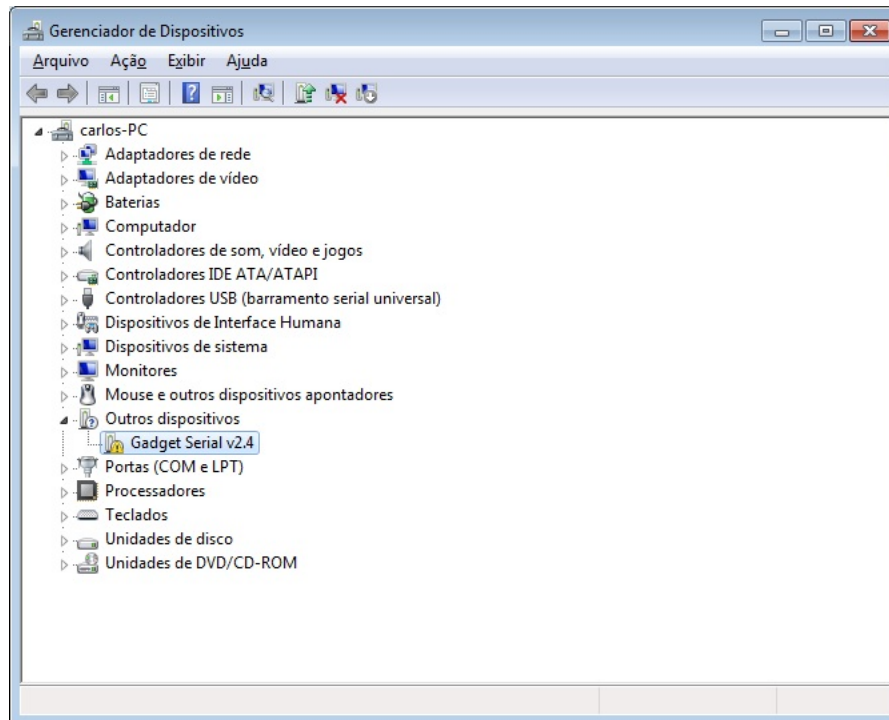 Gerenciador de Dispositivos
Arquivo Ação Exibir Ajuda
carlos-PC
Adaptadores de rede
Adaptadores de vídeo
Baterias
Computador
Controladores de som, vídeo e jogos
Controladores IDE ATA/ATAPI
Controladores USB (barramento serial universal)
Dispositivos de Interface Humana
Dispositivos de sistema
Monitores
Mouse e outros dispositivos apontadores
Outros dispositivos
Gadget Serial v2.4
Portas (COM e LPT)
Processadores
Teclados
Unidades de disco
Unidades de DVD/CD-ROM